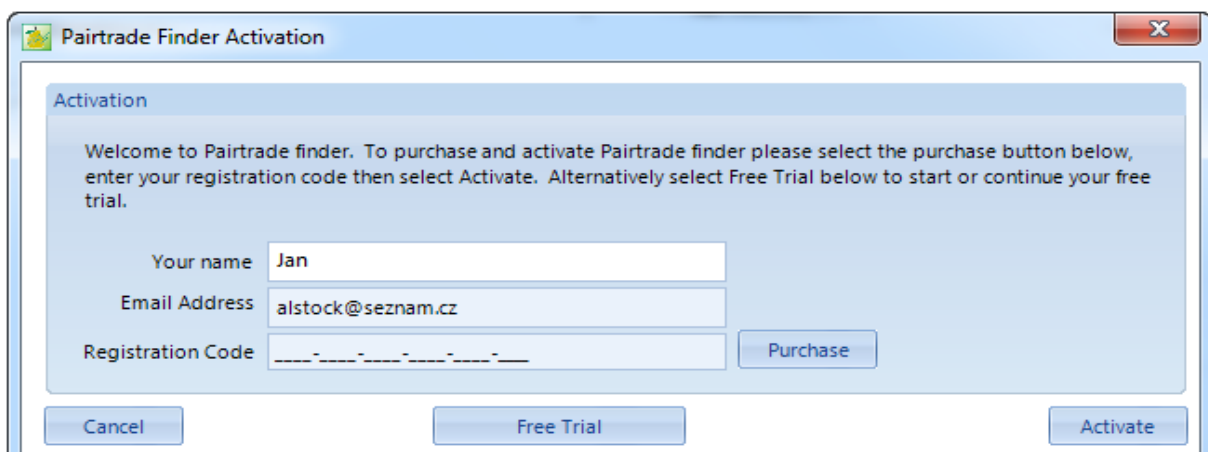 Pairtrade Finder Activation
X
Activation
Welcome to Pairtrade finder. To purchase and activate Pairtrade finder please select the purchase button below,
enter your registration code then select Activate. Alternatively select Free Trial below to start or continue your free
trial.
Your name Jan
Email Address alstock@seznam.cz
Registration Code ____-____-____-____-____-___ Purchase
Cancel Free Trial Activate